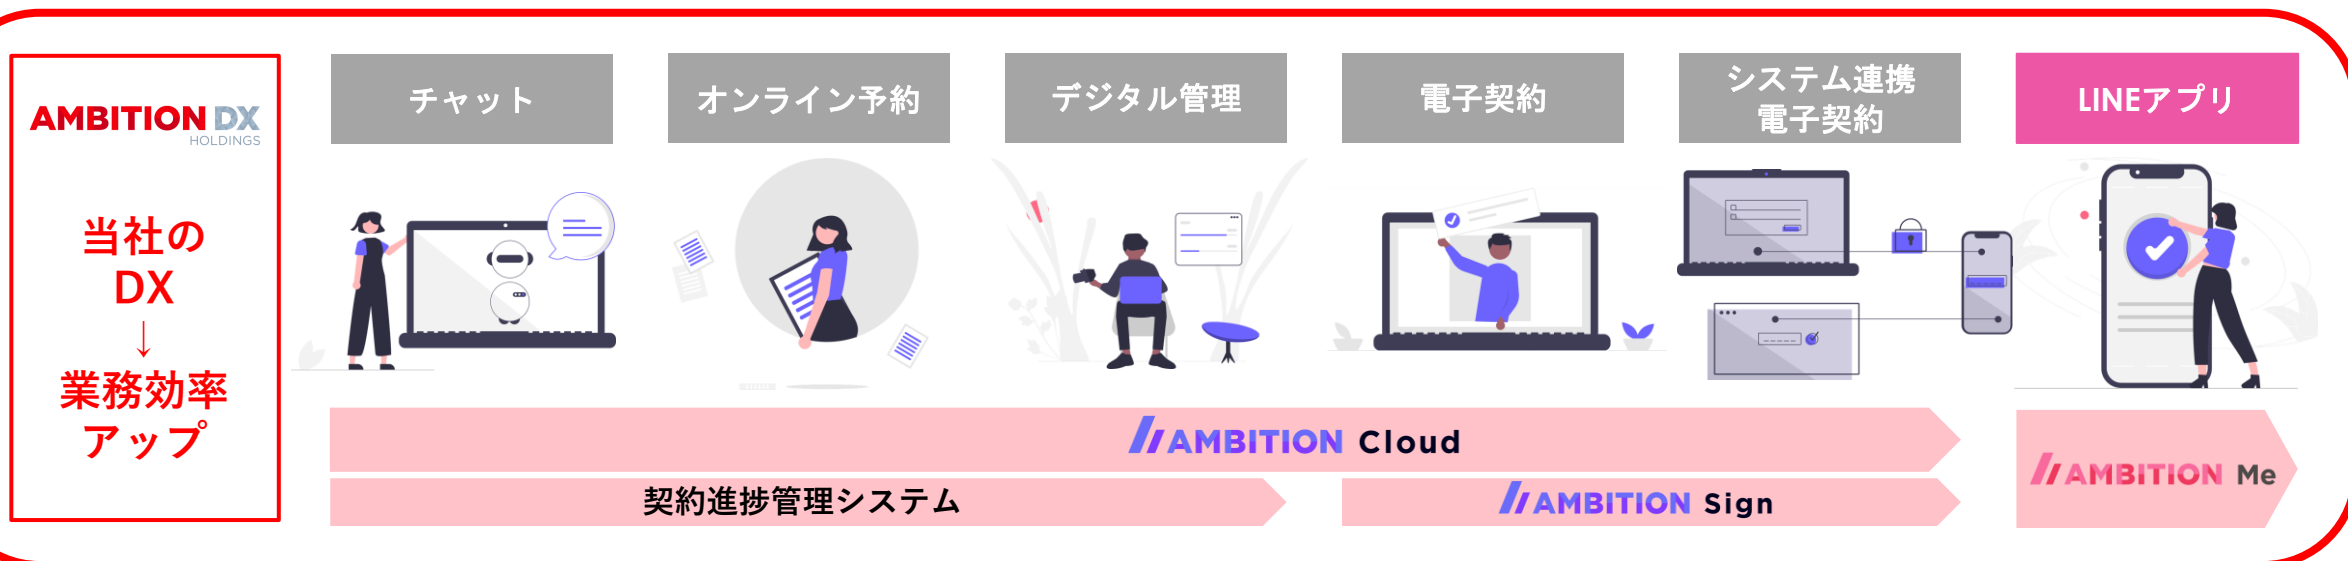 AMBITION DX
HOLDINGS
当社の
DX
↓
業務効率
アップ
チャット
オンライン予約
デジタル管理
電子契約
システム連携
電子契約
LINEアプリ
AMBITION Cloud
契約進捗管理システム
AMBITION Sign
AMBITION Me